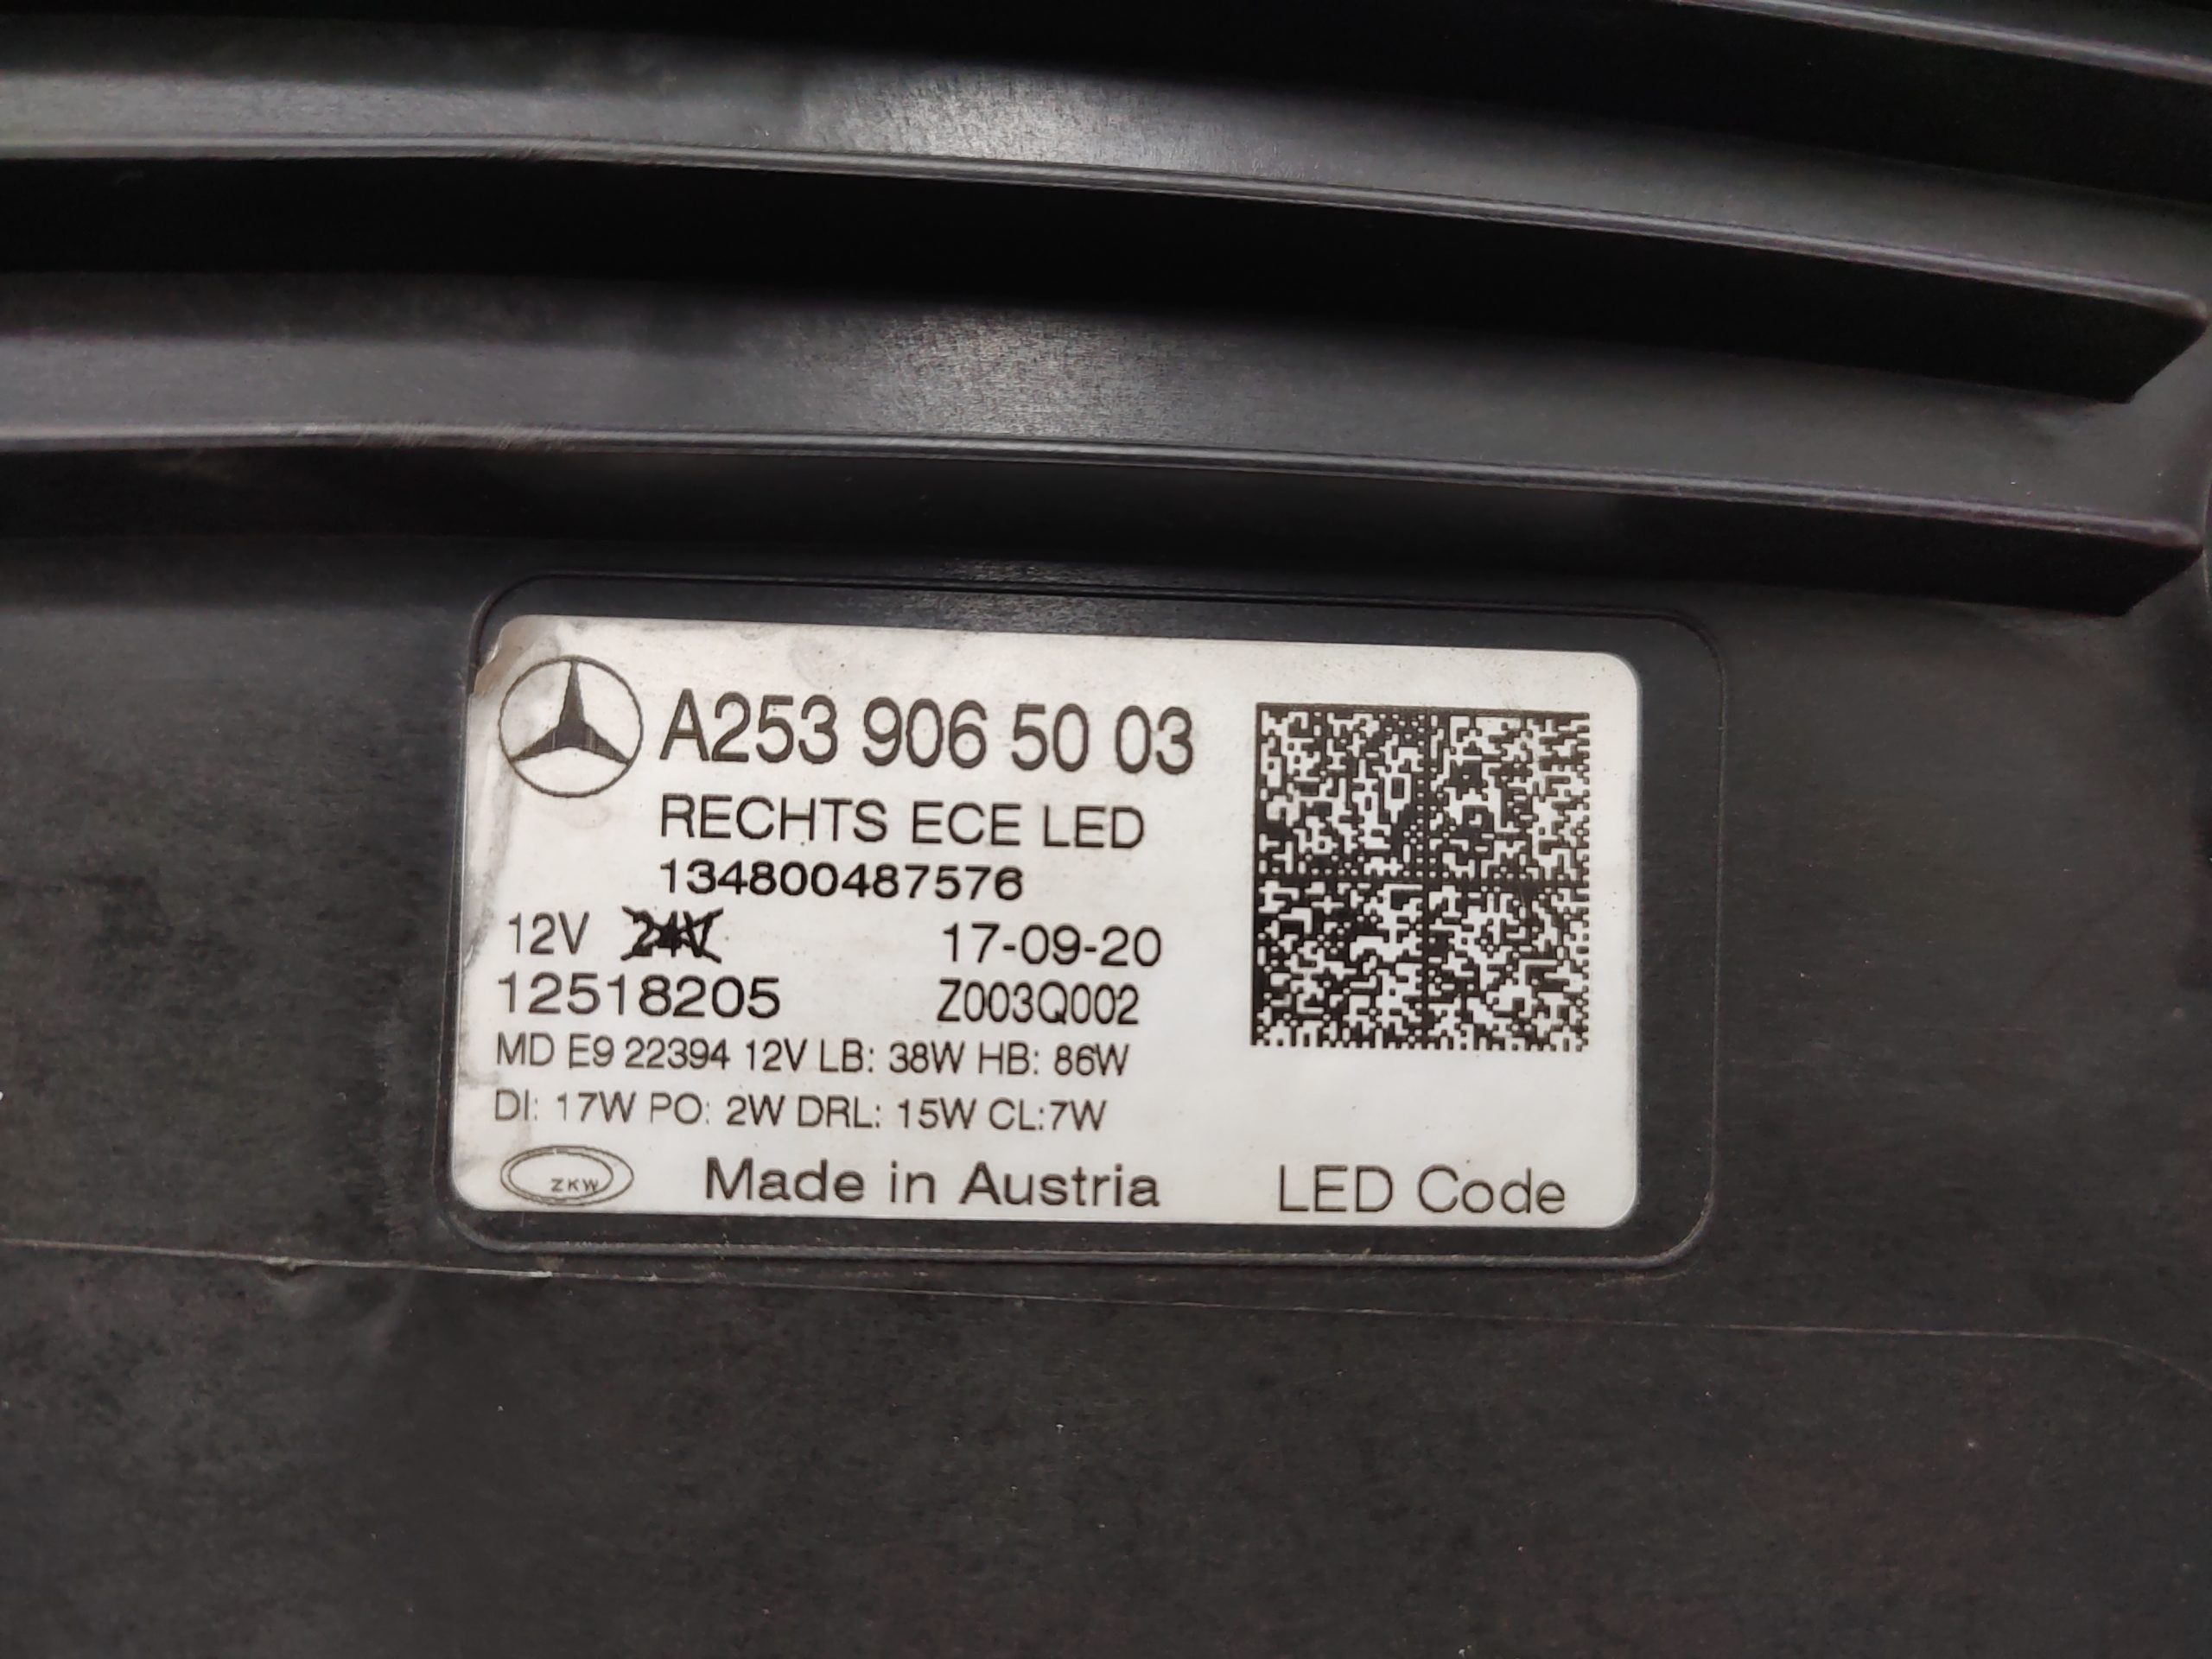 A253 906 50 03
RECHTS ECE LED
134800487576
12V 24V 17-09-20
12518205 Z003Q002
MD E9 22394 12V LB: 38W HB: 86W
DI: 17W PO: 2W DRL: 15W CL:7W
ZKW Made in Austria LED Code